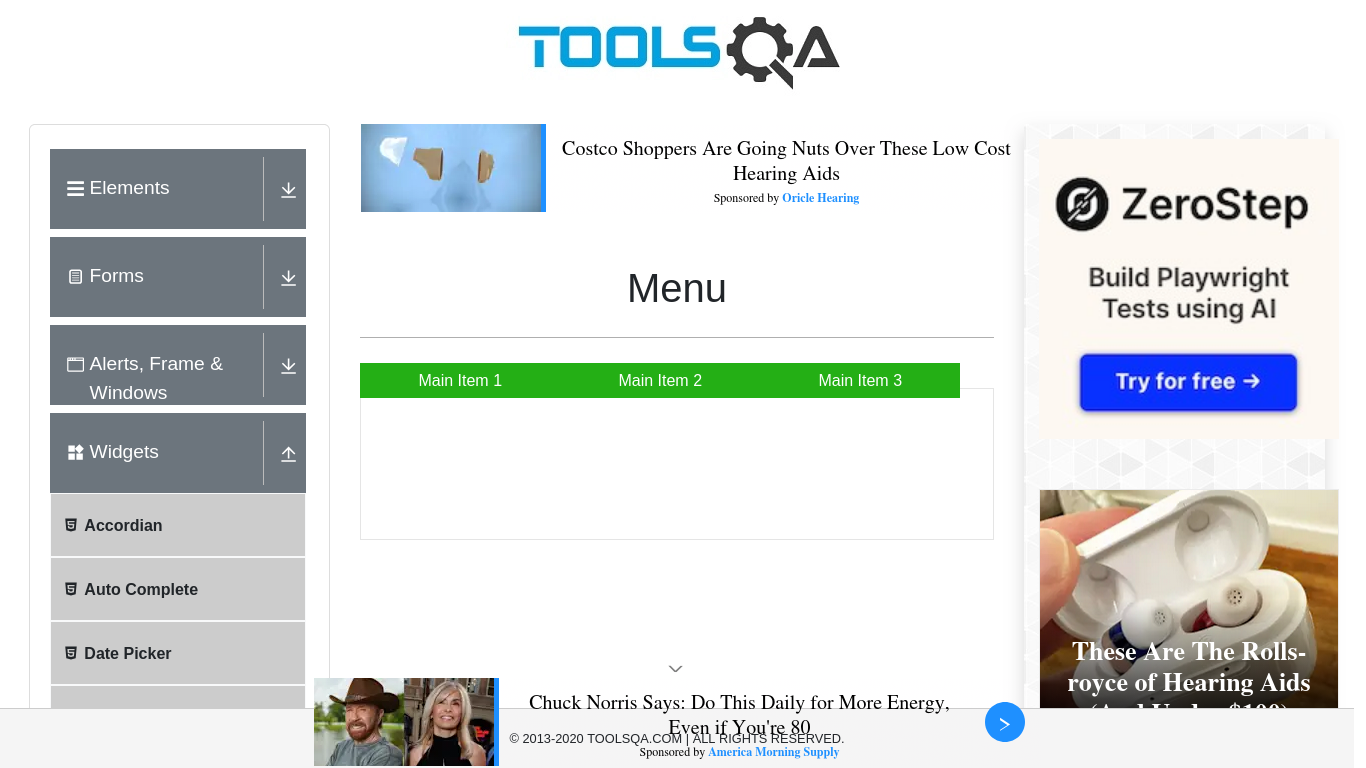 TOOLSQA
Elements
Forms
Alerts, Frame &
Windows
Widgets
Accordian
Auto Complete
Date Picker
Costco Shoppers Are Going Nuts Over These Low Cost
Hearing Aids
Sponsored by Oricle Hearing
Menu
Main Item 1
Main Item 2
Main Item 3
ZeroStep
Build Playwright
Tests using AI
Try for free →
These Are The Rolls-
royce of Hearing Aids
(And Under $100)
Chuck Norris Says: Do This Daily for More Energy,
Even if You're 80
© 2013-2020 TOOLSQA.COM | ALL RIGHTS RESERVED.
Sponsored by America Morning Supply